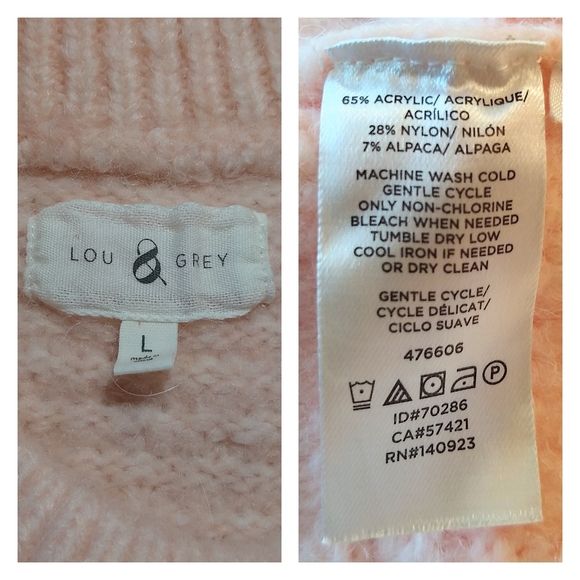 LOU & GREY
L
65% ACRYLIC/ ACRYLIQUE/
ACRÍLICO
28% NYLON/ NILÓN
7% ALPACA/ ALPAGA
MACHINE WASH COLD
GENTLE CYCLE
ONLY NON-CHLORINE
BLEACH WHEN NEEDED
TUMBLE DRY LOW
COOL IRON IF NEEDED
OR DRY CLEAN
GENTLE CYCLE/
CYCLE DÉLICAT/
CICLO SUAVE
476606
P
ID#70286
CA#57421
RN#140923